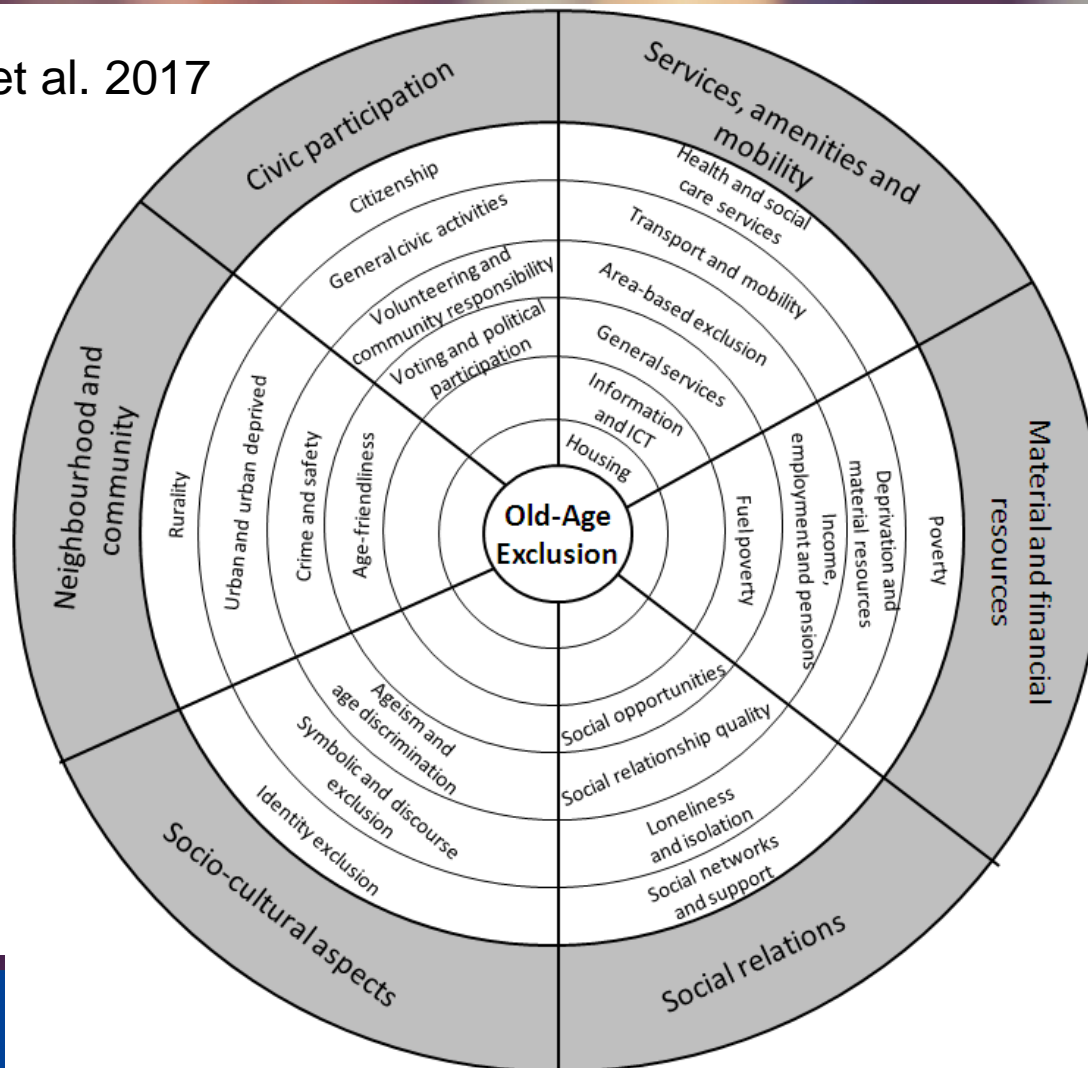 et al. 2017
Civic participation
Citizenship
General civic activities
Volunteering and
community responsibility
Voting and political
participation
Services, amenities and
mobility
Health and social
care services
Transport and mobility
Area-based exclusion
General services
Information
and ICT
Housing
Material and financial
resources
Poverty
Deprivation and
material resources
Income,
employment and pensions
Fuel poverty
Social relations
Social networks
and support
Loneliness
and isolation
Social relationship quality
Social opportunities
Socio-cultural aspects
Identity exclusion
Symbolic and discourse
exclusion
Ageism and
age discrimination
Neighbourhood and
community
Rurality
Urban and urban deprived
Crime and safety
Age-friendliness
Old-Age
Exclusion